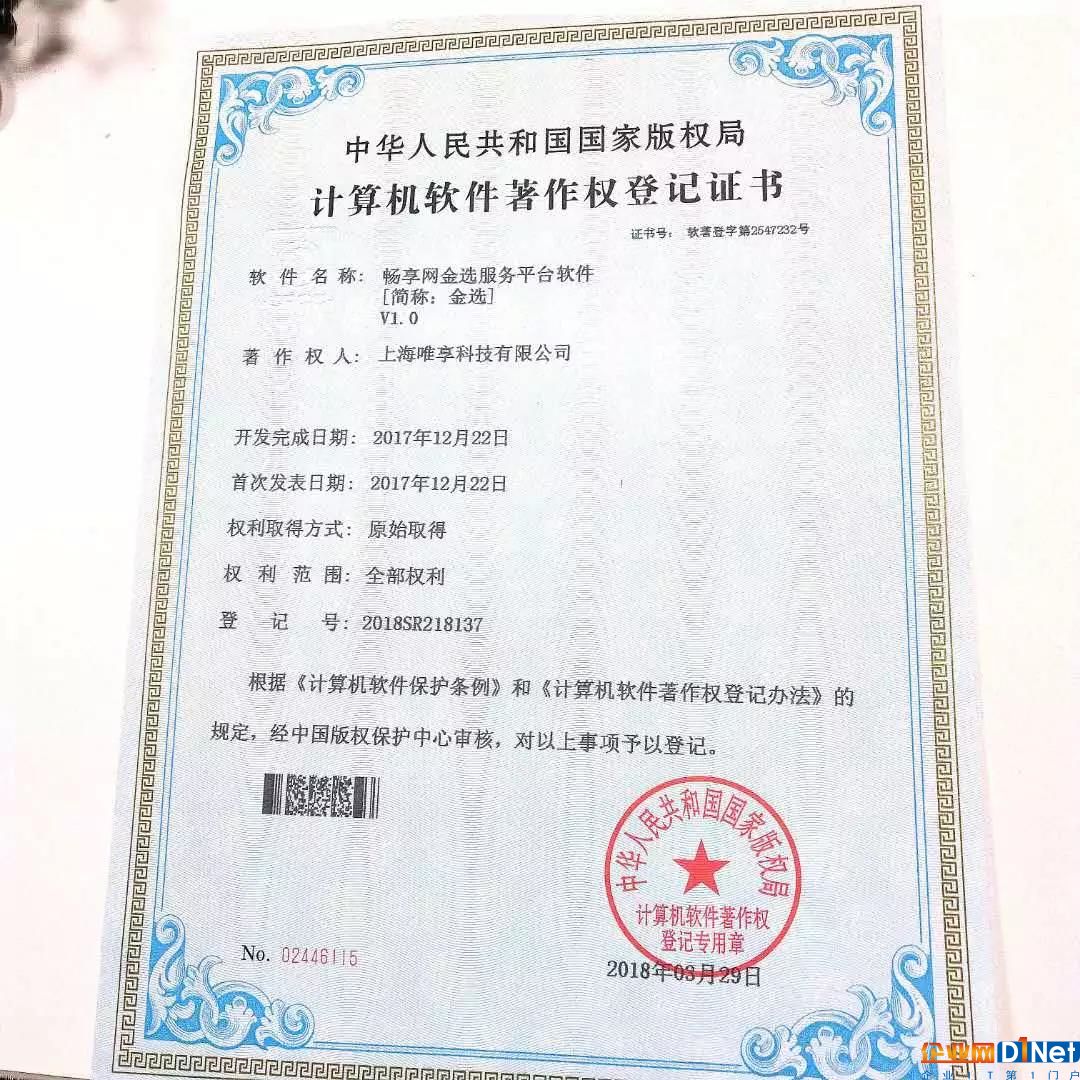 中华人民共和国国家版权局
计算机软件著作权登记证书
证书号： 软著登字第2547232号
软件名称： 畅享网金选服务平台软件
[简称：金选]
V1.0
著作权人： 上海唯享科技有限公司
开发完成日期： 2017年12月22日
首次发表日期： 2017年12月22日
权利取得方式： 原始取得
权利范围： 全部权利
登记号： 2018SR218137
根据《计算机软件保护条例》和《计算机软件著作权登记办法》的
规定，经中国版权保护中心审核，对以上事项予以登记。
中华人民共和国国家版权局
计算机软件著作权
登记专用章
No. 02446115
2018年03月29日
企业网D1Net
企业IT第1门户